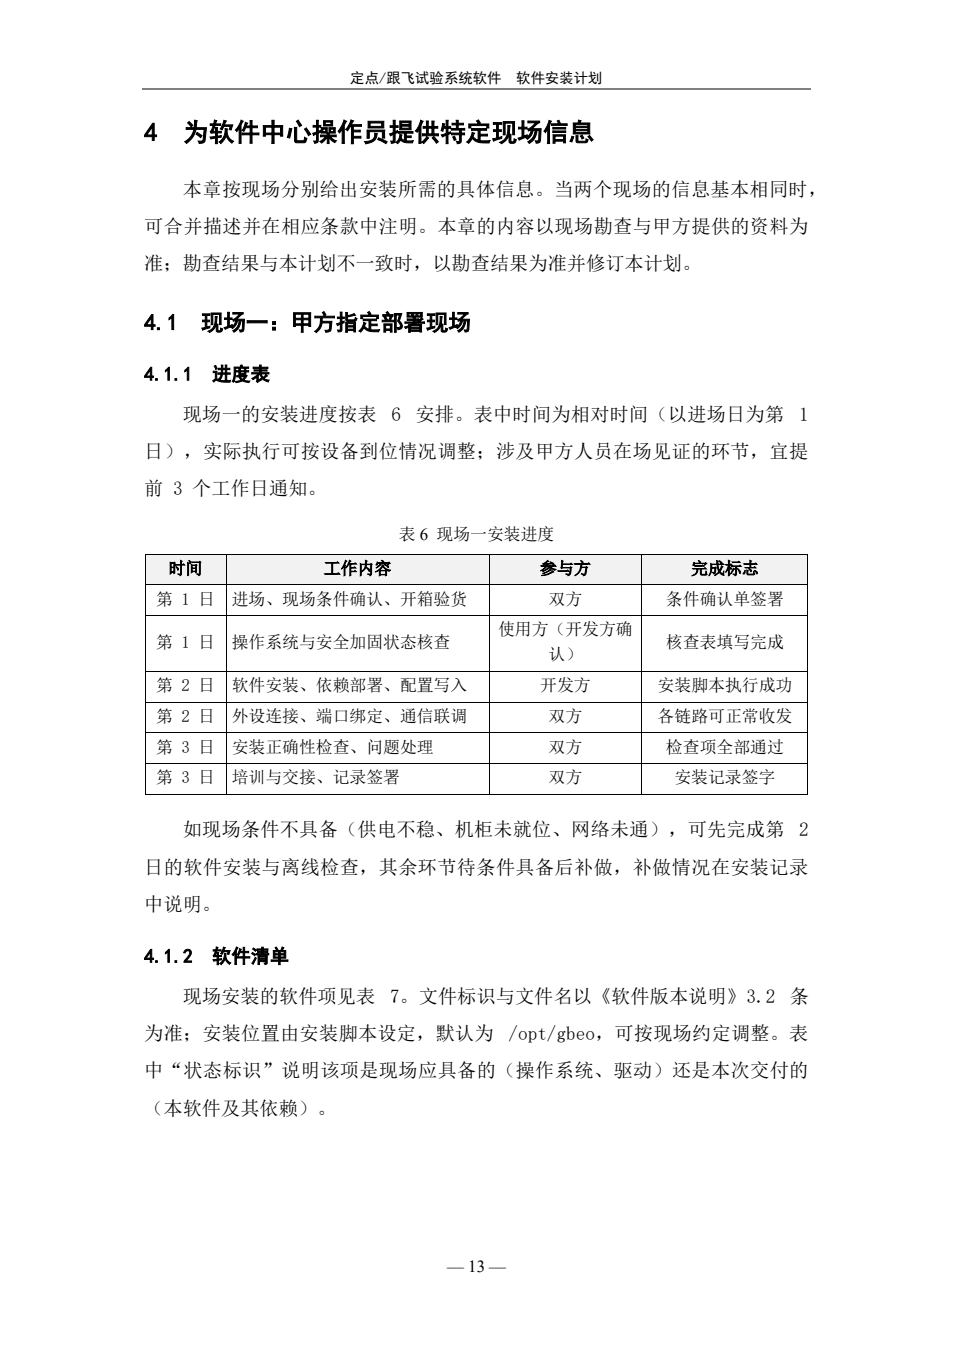 定点/跟飞试验系统软件　软件安装计划
4　为软件中心操作员提供特定现场信息
本章按现场分别给出安装所需的具体信息。当两个现场的信息基本相同时，
可合并描述并在相应条款中注明。本章的内容以现场勘查与甲方提供的资料为
准；勘查结果与本计划不一致时，以勘查结果为准并修订本计划。
4.1　现场一：甲方指定部署现场
4.1.1　进度表
现场一的安装进度按表 6 安排。表中时间为相对时间（以进场日为第 1
日），实际执行可按设备到位情况调整；涉及甲方人员在场见证的环节，宜提
前 3 个工作日通知。
表 6 现场一安装进度
时间 工作内容 参与方 完成标志
第 1 日 进场、现场条件确认、开箱验货 双方 条件确认单签署
第 1 日 操作系统与安全加固状态核查 使用方（开发方确认） 核查表填写完成
第 2 日 软件安装、依赖部署、配置写入 开发方 安装脚本执行成功
第 2 日 外设连接、端口绑定、通信联调 双方 各链路可正常收发
第 3 日 安装正确性检查、问题处理 双方 检查项全部通过
第 3 日 培训与交接、记录签署 双方 安装记录签字
如现场条件不具备（供电不稳、机柜未就位、网络未通），可先完成第 2
日的软件安装与离线检查，其余环节待条件具备后补做，补做情况在安装记录
中说明。
4.1.2　软件清单
现场安装的软件项见表 7。文件标识与文件名以《软件版本说明》3.2 条
为准；安装位置由安装脚本设定，默认为 /opt/gbeo，可按现场约定调整。表
中“状态标识”说明该项是现场应具备的（操作系统、驱动）还是本次交付的
（本软件及其依赖）。
— 13 —